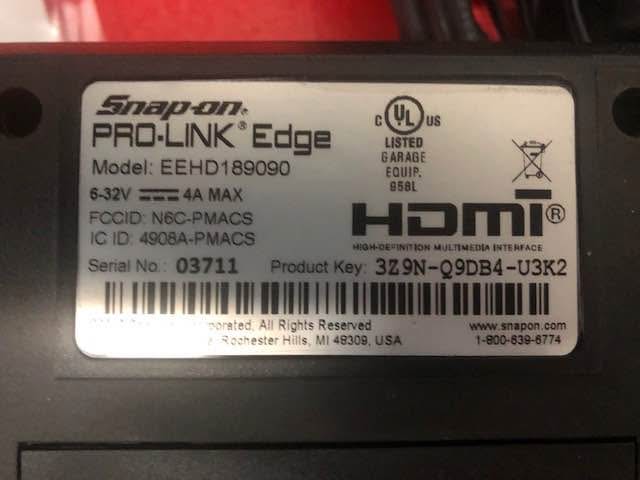 Snap-on®
PRO-LINK® Edge
Model: EEHD189090
6-32V 4A MAX
FCCID: N6C-PMACS
IC ID: 4908A-PMACS
C UL US
LISTED
GARAGE
EQUIP.
958L
HDMI®
HIGH-DEFINITION MULTIMEDIA INTERFACE
Serial No.: 03711 Product Key: 3Z9N-Q9DB4-U3K2
All Rights Reserved www.snapon.com
Rochester Hills, MI 48309, USA 1-800-639-6774